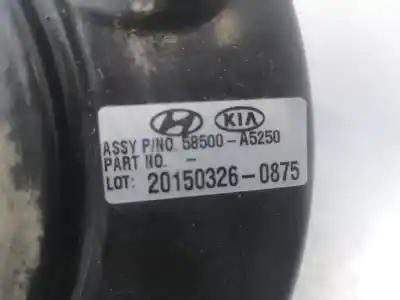 KIA
ASSY P/NO. 58500-A5250
PART NO. -
LOT: 20150326-0875